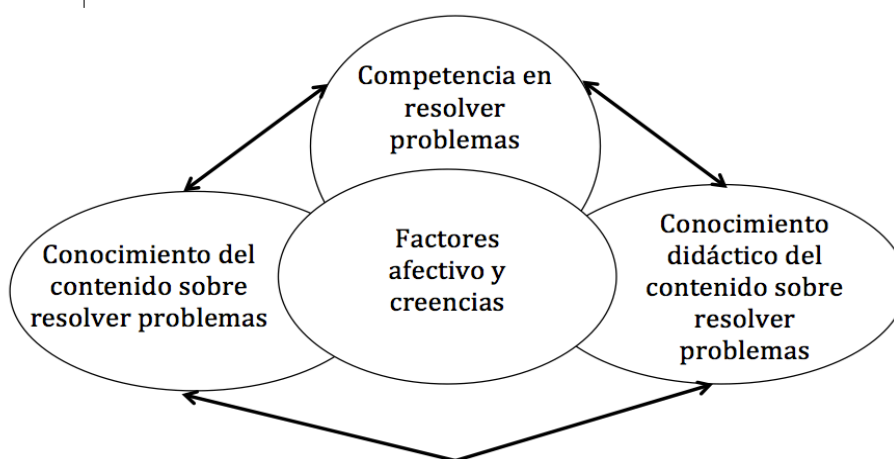 Competencia en
resolver
problemas
Conocimiento del
contenido sobre
resolver problemas
Factores
afectivo y
creencias
Conocimiento
didáctico del
contenido sobre
resolver
problemas